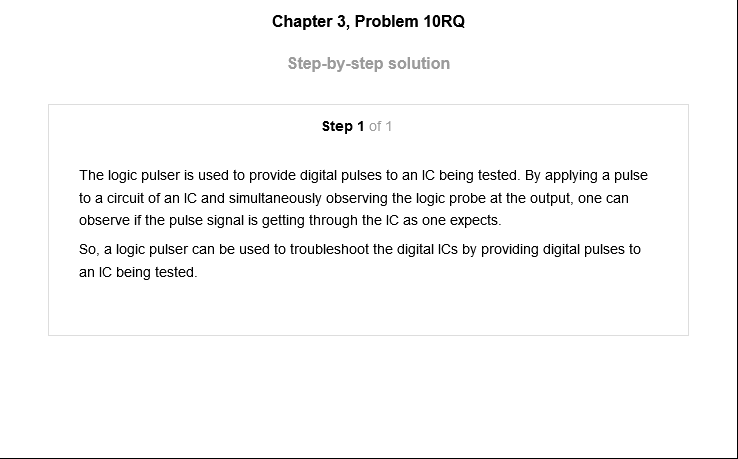 Chapter 3, Problem 10RQ
Step-by-step solution
Step 1 of 1
The logic pulser is used to provide digital pulses to an IC being tested. By applying a pulse
to a circuit of an IC and simultaneously observing the logic probe at the output, one can
observe if the pulse signal is getting through the IC as one expects.
So, a logic pulser can be used to troubleshoot the digital ICs by providing digital pulses to
an IC being tested.